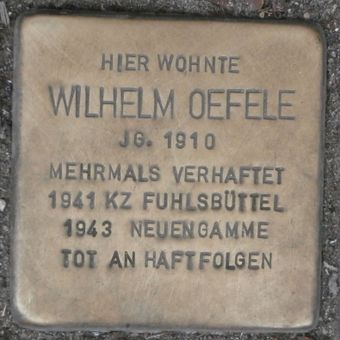 HIER WOHNTE
WILHELM OEFELE
JG. 1910
MEHRMALS VERHAFTET
1941 KZ FUHLSBÜTTEL
1943 NEUENGAMME
TOT AN HAFTFOLGEN